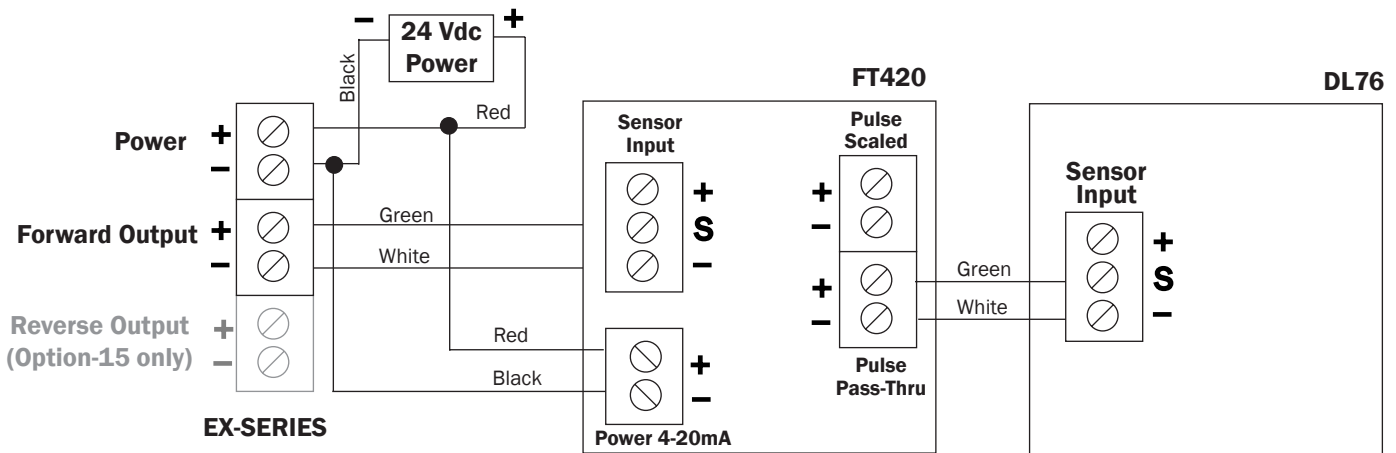 − 24 Vdc +
Power
Black
Red
FT420
DL76
Power + −
Sensor
Input
+
S
−
Pulse
Scaled
+
−
Sensor
Input
+
S
−
Forward Output + −
Green
White
+
−
Green
White
Pulse
Pass-Thru
Reverse Output +
(Option-15 only) −
Red
Black
+
−
Power 4-20mA
EX-SERIES